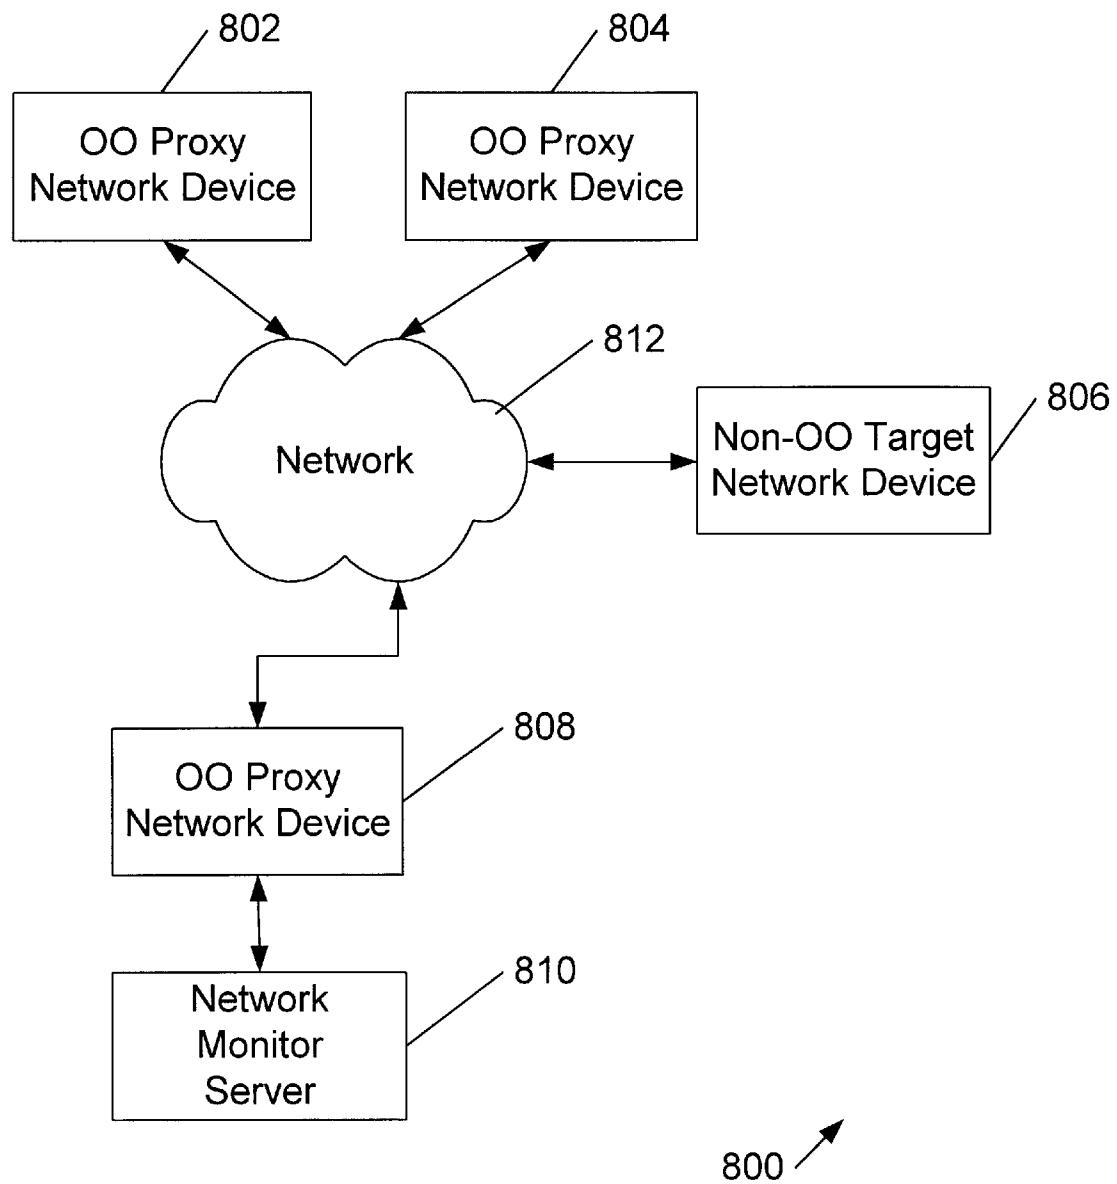 802
804
OO Proxy
Network Device
OO Proxy
Network Device
812
806
Non-OO Target
Network Device
Network
808
OO Proxy
Network Device
810
Network
Monitor
Server
800